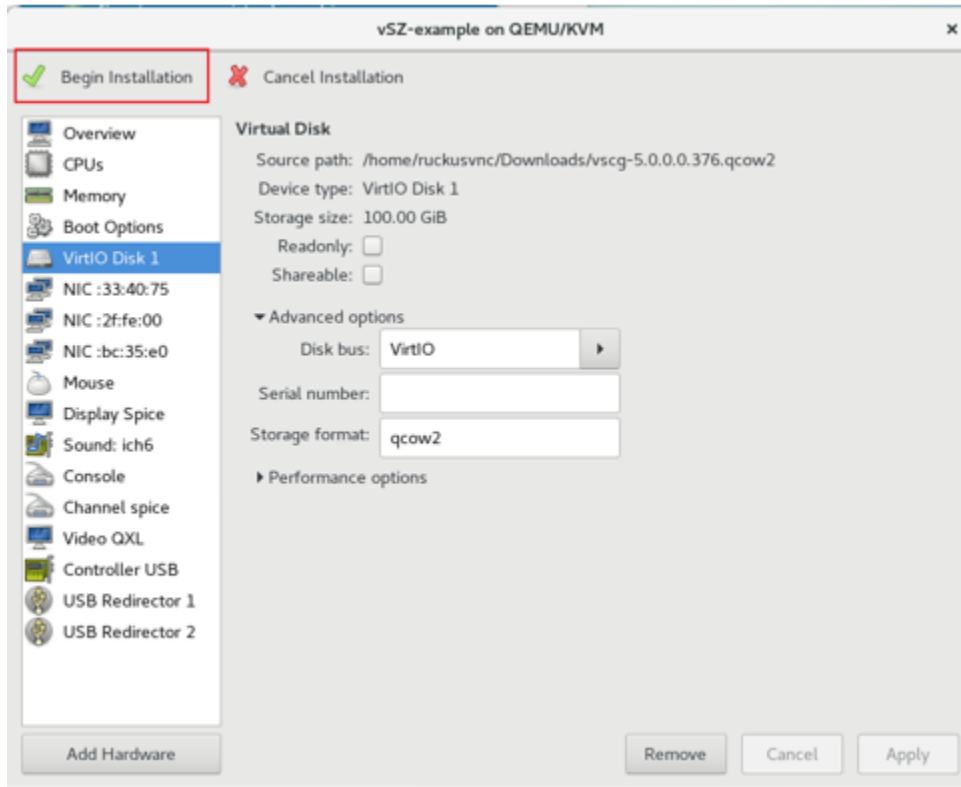 vSZ-example on QEMU/KVM
Begin Installation
Cancel Installation
Overview
CPUs
Memory
Boot Options
VirtIO Disk 1
NIC :33:40:75
NIC :2f:fe:00
NIC :bc:35:e0
Mouse
Display Spice
Sound: ich6
Console
Channel spice
Video QXL
Controller USB
USB Redirector 1
USB Redirector 2
Add Hardware
Virtual Disk
Source path: /home/ruckusvnc/Downloads/vscg-5.0.0.0.376.qcow2
Device type: VirtIO Disk 1
Storage size: 100.00 GiB
Readonly:
Shareable:
Advanced options
Disk bus: VirtIO
Serial number:
Storage format: qcow2
Performance options
Remove Cancel Apply